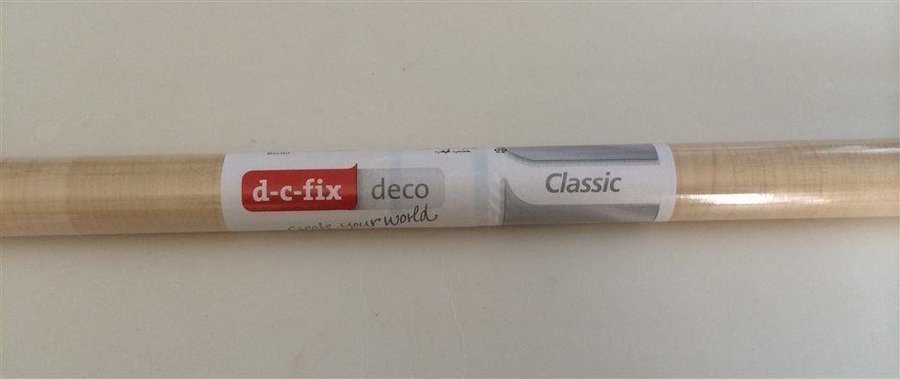 d-c-fix deco
Classic
create your world